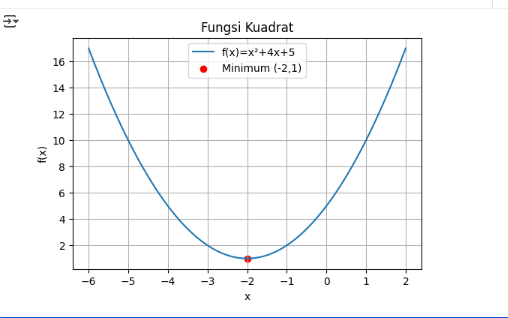 Fungsi Kuadrat
f(x)=x²+4x+5
Minimum (-2,1)
16
14
12
10
8
6
4
2
f(x)
−6 −5 −4 −3 −2 −1 0 1 2
x